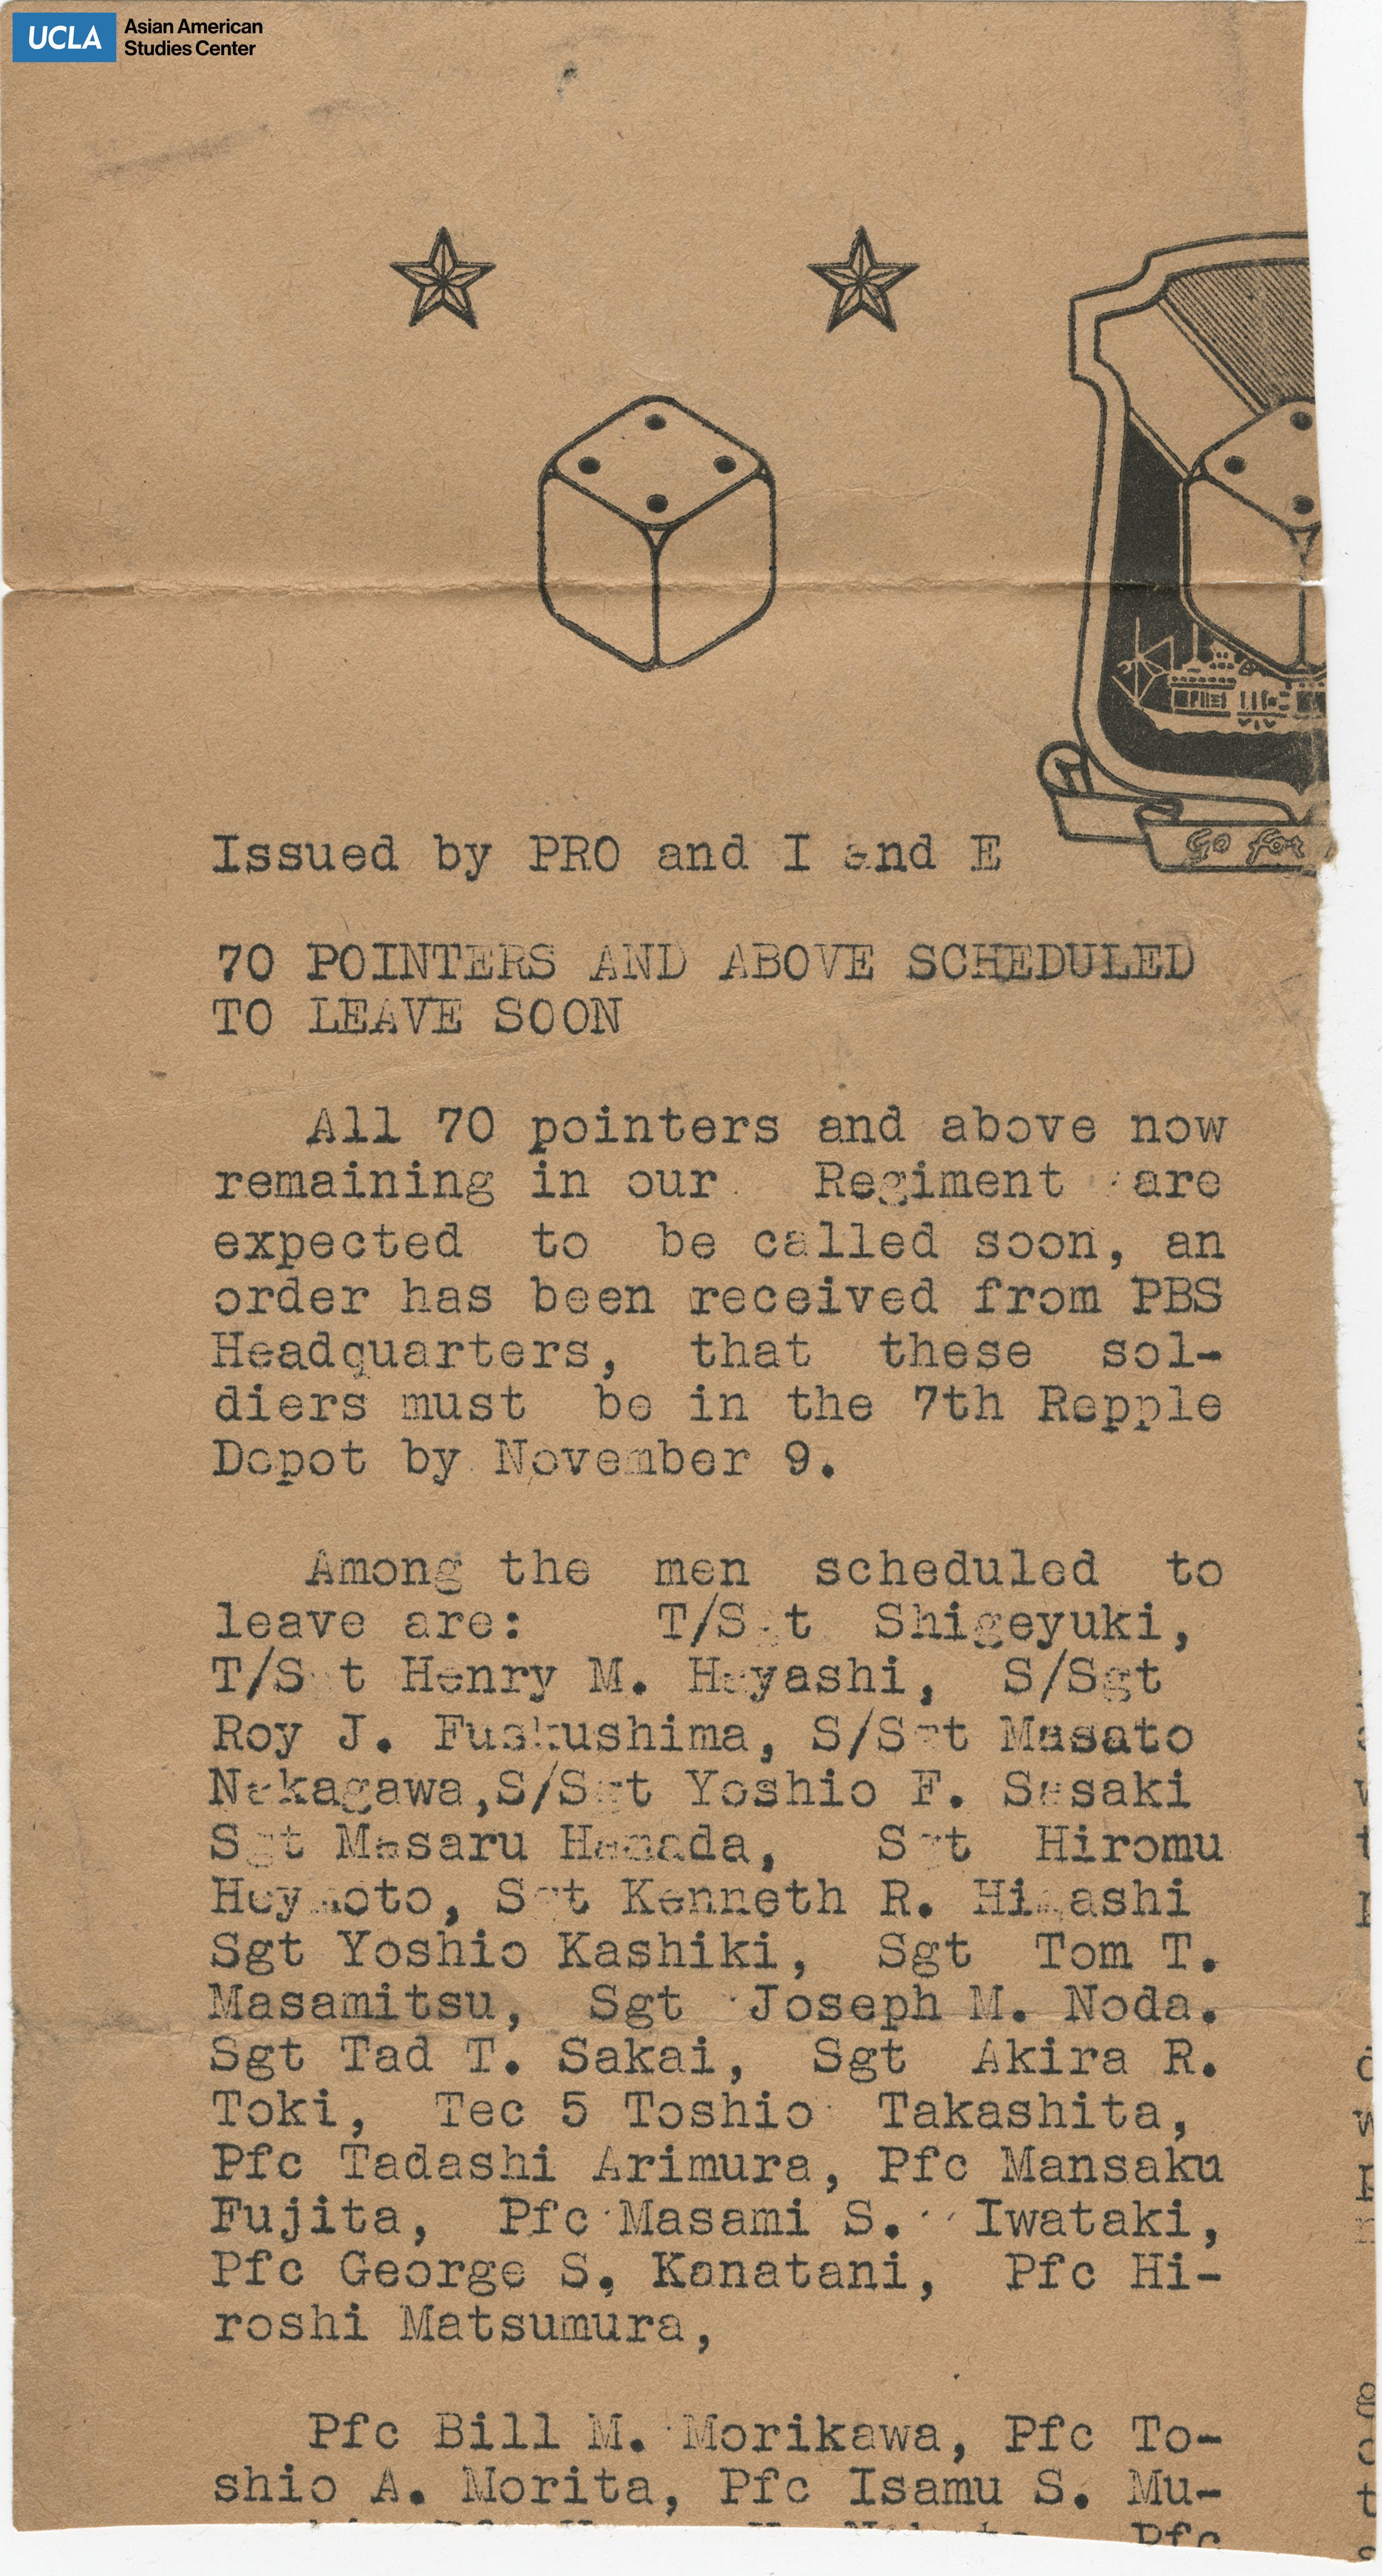 UCLA Asian American
Studies Center
Go for
Issued by PRO and I and E
70 POINTERS AND ABOVE SCHEDULED
TO LEAVE SOON
All 70 pointers and above now
remaining in our Regiment are
expected to be called soon, an
order has been received from PBS
Headquarters, that these sol-
diers must be in the 7th Repple
Depot by November 9.
Among the men scheduled to
leave are: T/Sgt Shigeyuki,
T/Sgt Henry M. Hayashi, S/Sgt
Roy J. S/Sgt Masato
Nakagawa,S/Sgt Yoshio F. Sasaki
Sgt Masaru Hamada, Sgt Hiromu
Sgt Kenneth R.
Sgt Yoshio Kashiki, Sgt Tom T.
Masamitsu, Sgt Joseph M. Noda.
Sgt Tad T. Sakai, Sgt Akira R.
Toki, Tec 5 Toshio Takashita,
Pfc Tadashi Arimura, Pfc Mansaku
Fujita, Pfc Masami S. Iwataki,
Pfc George S. Kanatani, Pfc Hi-
roshi Matsumura,
Pfc Bill M. Morikawa, Pfc To-
shio A. Morita, Pfc Isamu S. Mu-
Pfc